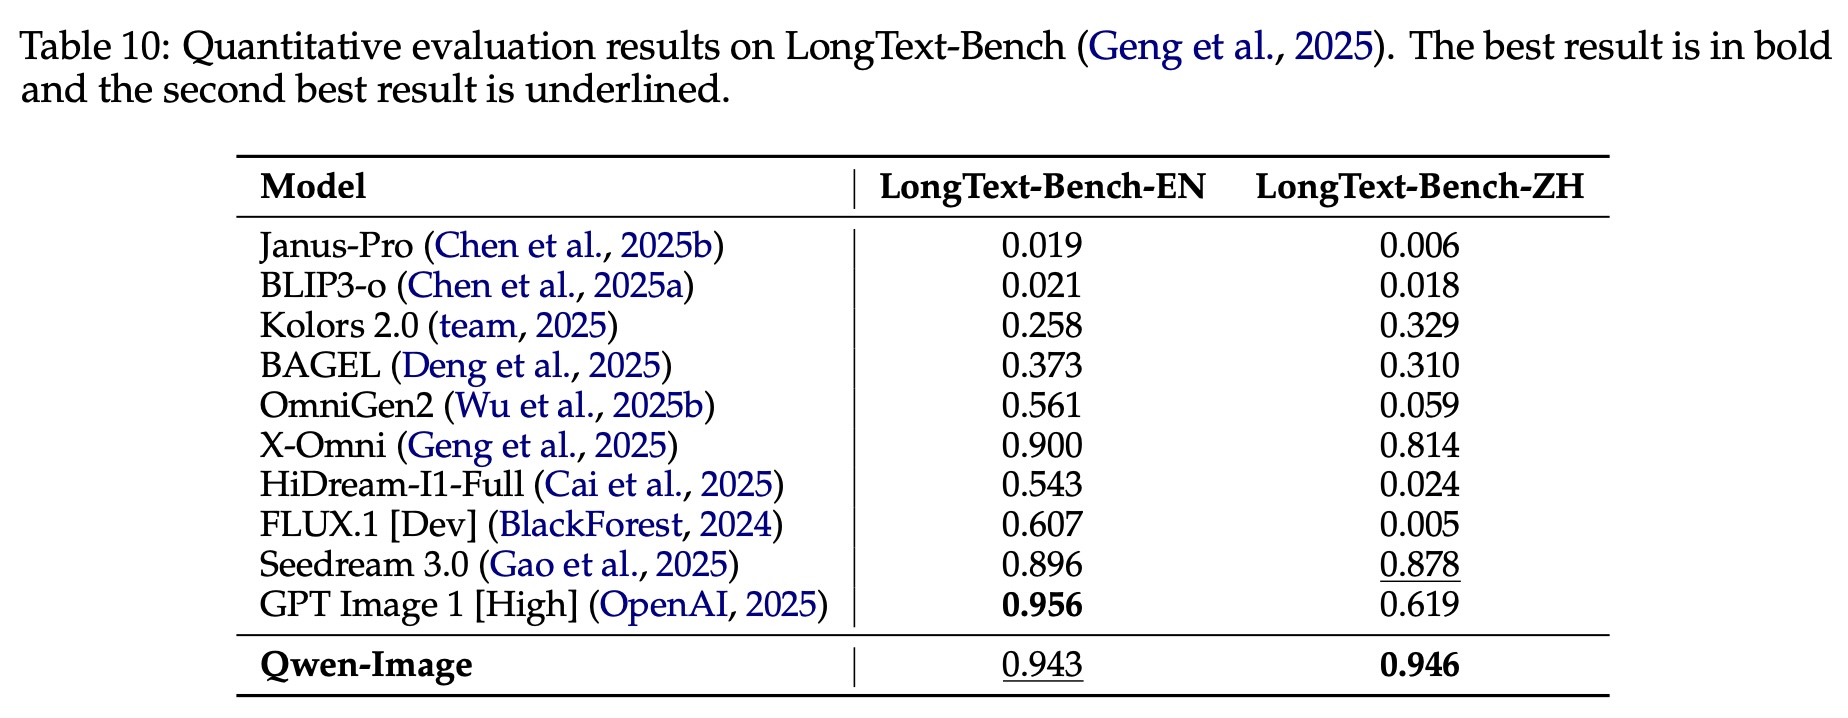 Table 10: Quantitative evaluation results on LongText-Bench (Geng et al., 2025). The best result is in bold
and the second best result is underlined.
Model LongText-Bench-EN LongText-Bench-ZH
Janus-Pro (Chen et al., 2025b) 0.019 0.006
BLIP3-o (Chen et al., 2025a) 0.021 0.018
Kolors 2.0 (team, 2025) 0.258 0.329
BAGEL (Deng et al., 2025) 0.373 0.310
OmniGen2 (Wu et al., 2025b) 0.561 0.059
X-Omni (Geng et al., 2025) 0.900 0.814
HiDream-I1-Full (Cai et al., 2025) 0.543 0.024
FLUX.1 [Dev] (BlackForest, 2024) 0.607 0.005
Seedream 3.0 (Gao et al., 2025) 0.896 0.878
GPT Image 1 [High] (OpenAI, 2025) 0.956 0.619
Qwen-Image 0.943 0.946